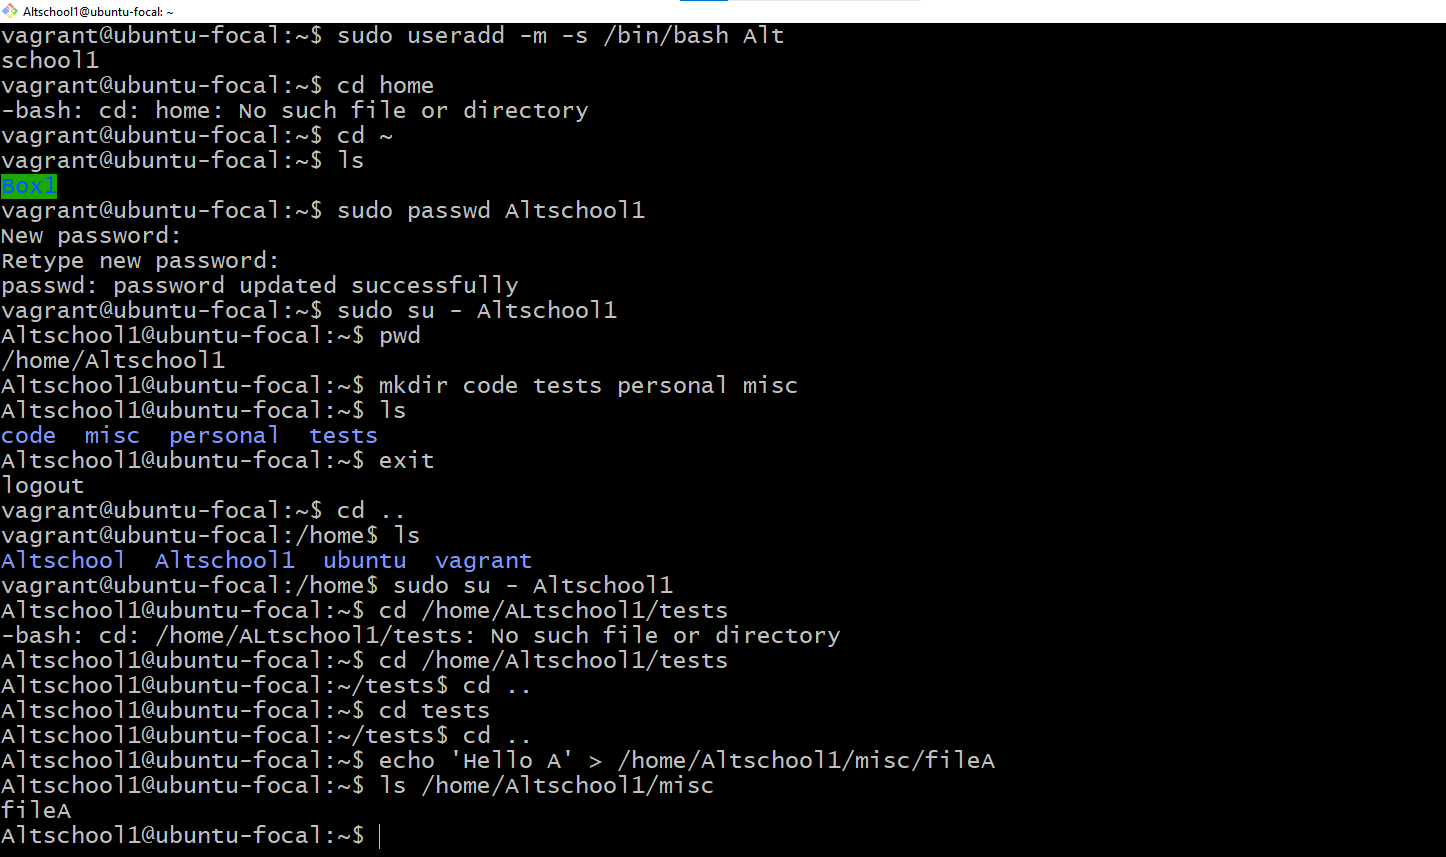 Altschool1@ubuntu-focal: ~
vagrant@ubuntu-focal:~$ sudo useradd -m -s /bin/bash Alt
school1
vagrant@ubuntu-focal:~$ cd home
-bash: cd: home: No such file or directory
vagrant@ubuntu-focal:~$ cd ~
vagrant@ubuntu-focal:~$ ls
Box1
vagrant@ubuntu-focal:~$ sudo passwd Altschool1
New password:
Retype new password:
passwd: password updated successfully
vagrant@ubuntu-focal:~$ sudo su - Altschool1
Altschool1@ubuntu-focal:~$ pwd
/home/Altschool1
Altschool1@ubuntu-focal:~$ mkdir code tests personal misc
Altschool1@ubuntu-focal:~$ ls
code  misc  personal  tests
Altschool1@ubuntu-focal:~$ exit
logout
vagrant@ubuntu-focal:~$ cd ..
vagrant@ubuntu-focal:/home$ ls
Altschool  Altschool1  ubuntu  vagrant
vagrant@ubuntu-focal:/home$ sudo su - Altschool1
Altschool1@ubuntu-focal:~$ cd /home/ALtschool1/tests
-bash: cd: /home/ALtschool1/tests: No such file or directory
Altschool1@ubuntu-focal:~$ cd /home/Altschool1/tests
Altschool1@ubuntu-focal:~/tests$ cd ..
Altschool1@ubuntu-focal:~$ cd tests
Altschool1@ubuntu-focal:~/tests$ cd ..
Altschool1@ubuntu-focal:~$ echo 'Hello A' > /home/Altschool1/misc/fileA
Altschool1@ubuntu-focal:~$ ls /home/Altschool1/misc
fileA
Altschool1@ubuntu-focal:~$